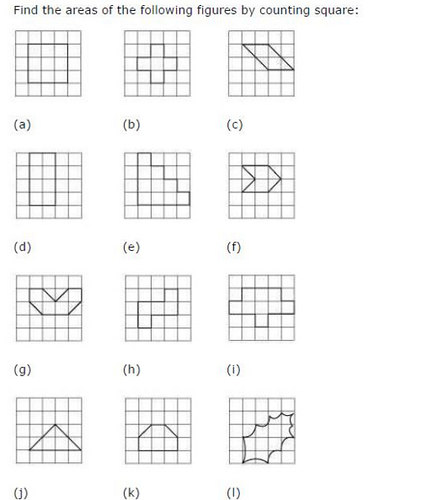 Find the areas of the following figures by counting square:
(a) (b) (c)
(d) (e) (f)
(g) (h) (i)
(j) (k) (l)